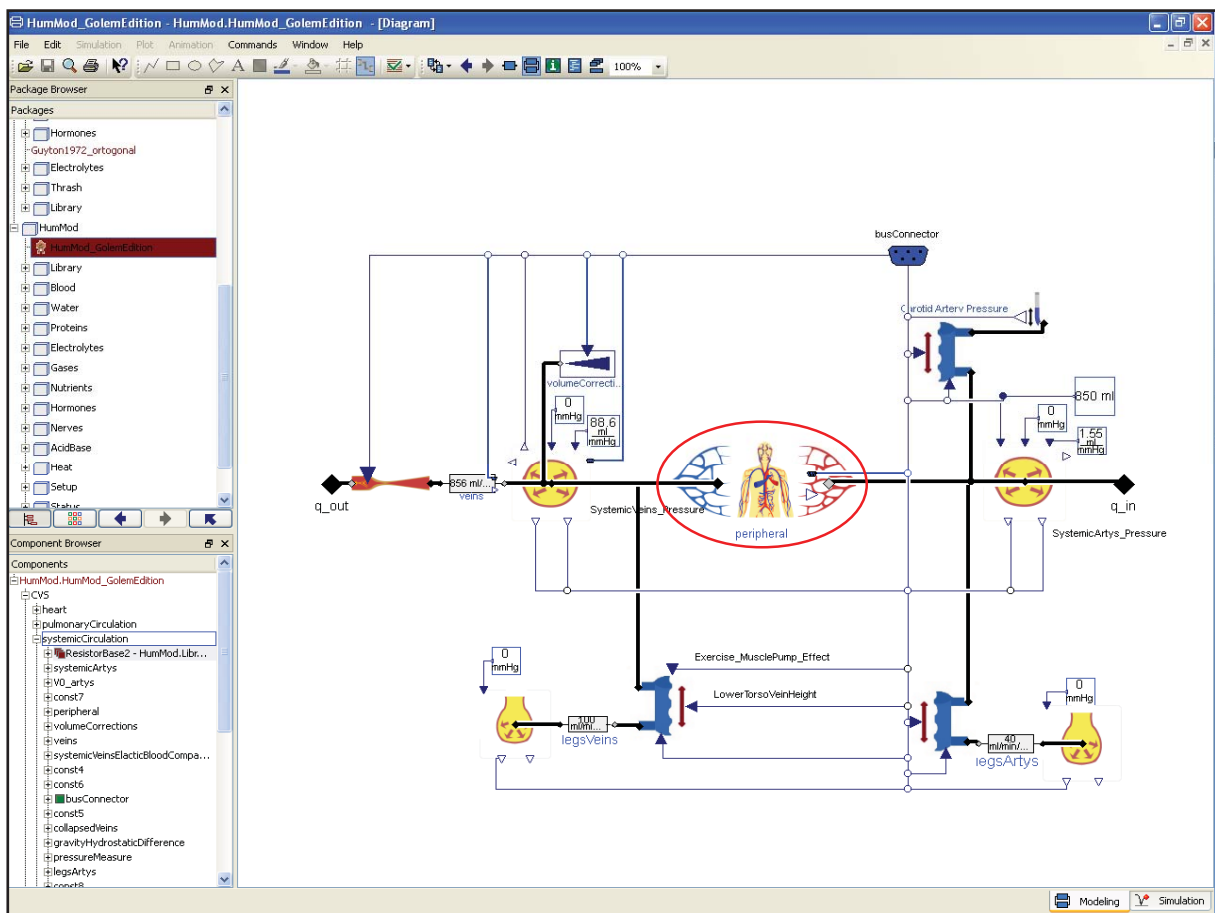 HumMod_GolemEdition - HumMod.HumMod_GolemEdition - [Diagram]
File Edit Simulation Plot Animation Commands Window Help
100%
Package Browser
Packages
Hormones
Guyton1972_ortogonal
Electrolytes
Thrash
Library
HumMod
HumMod_GolemEdition
Library
Blood
Water
Proteins
Electrolytes
Gases
Nutrients
Hormones
Nerves
AcidBase
Heat
Setup
Status
Component Browser
Components
HumMod.HumMod_GolemEdition
CVS
heart
pulmonaryCirculation
systemicCirculation
ResistorBase2 - HumMod.Libr...
systemicArtys
V0_artys
const7
peripheral
volumeCorrections
veins
systemicVeinsElacticBloodCompa...
const4
const6
busConnector
const5
collapsedVeins
gravityHydrostaticDifference
pressureMeasure
legsArtys
const8
busConnector
Carotid Artery Pressure
volumeCorrecti..
0
mmHg
88.6
ml
mmHg
850 ml
0
mmHg
1.55
ml
mmHg
856 ml/...
veins
q_out
SystemicVeins_Pressure
peripheral
q_in
SystemicArtys_Pressure
Exercise_MusclePump_Effect
LowerTorsoVeinHeight
0
mmHg
100
ml/mi...
legsVeins
0
mmHg
40
ml/min/...
legsArtys
Modeling Simulation